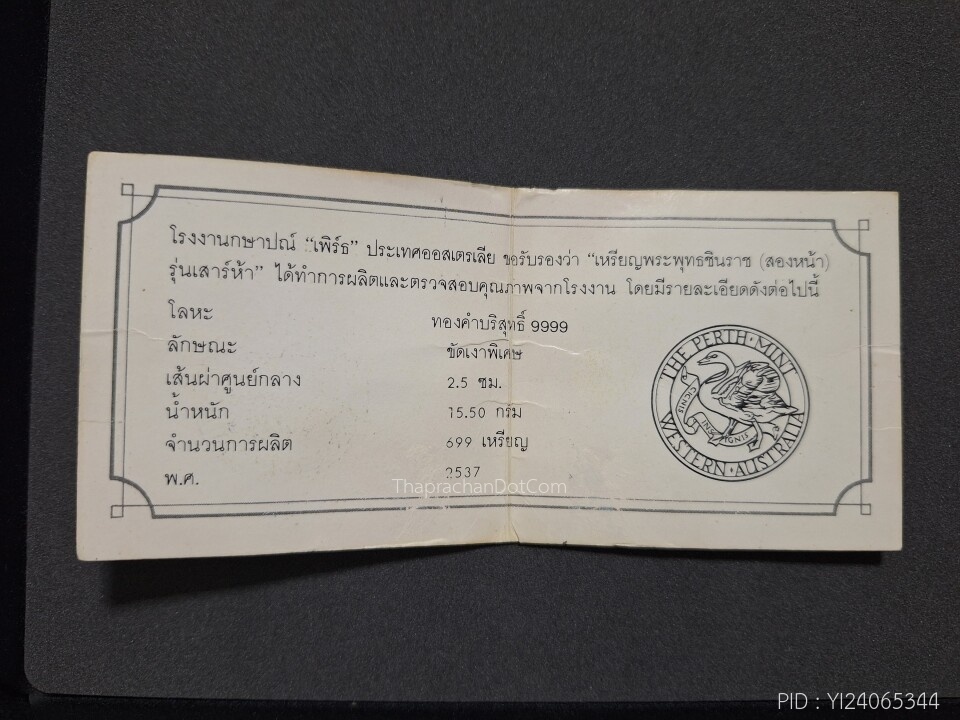 โรงงานกษาปณ์ "เพิร์ธ" ประเทศออสเตรเลีย ขอรับรองว่า "เหรียญพระพุทธชินราช (สองหน้า)
รุ่นเสาร์ห้า" ได้ทำการผลิตและตรวจสอบคุณภาพจากโรงงาน โดยมีรายละเอียดดังต่อไปนี้
โลหะ ทองคำบริสุทธิ์ 9999
ลักษณะ ขัดเงาพิเศษ
เส้นผ่าศูนย์กลาง 2.5 ซม.
น้ำหนัก 15.50 กรัม
จำนวนการผลิต 699 เหรียญ
พ.ศ. 2537
THE PERTH·MINT
CYGNIS
INSIGNIS
WESTERN·AUSTRALIA
ThaprachanDotCom
PID : YI24065344